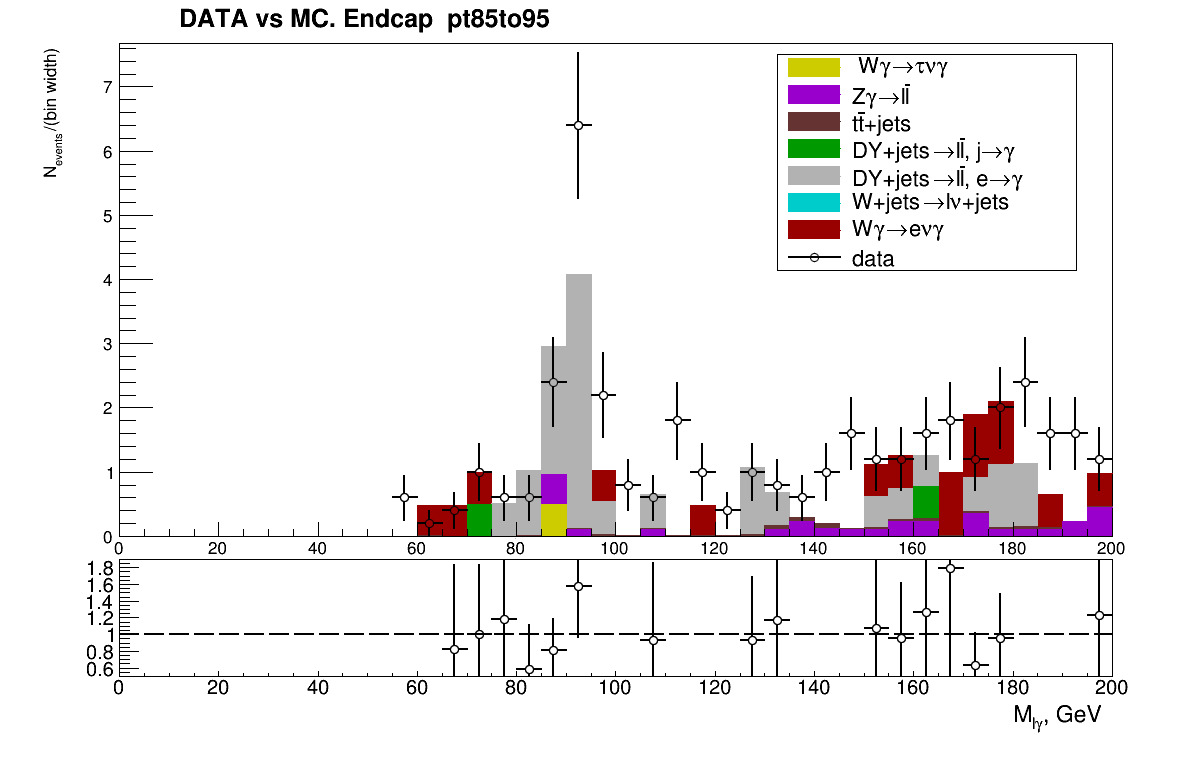 DATA vs MC. Endcap pt85to95
N_events/(bin width)
7
6
5
4
3
2
1
0
Wγ→τνγ
Zγ→ll̄
tt̄+jets
DY+jets→ll̄, j→γ
DY+jets→ll̄, e→γ
W+jets→lν+jets
Wγ→eνγ
data
0 20 40 60 80 100 120 140 160 180 200
1.8
1.6
1.4
1.2
1
0.8
0.6
0 20 40 60 80 100 120 140 160 180 200
M_lγ, GeV